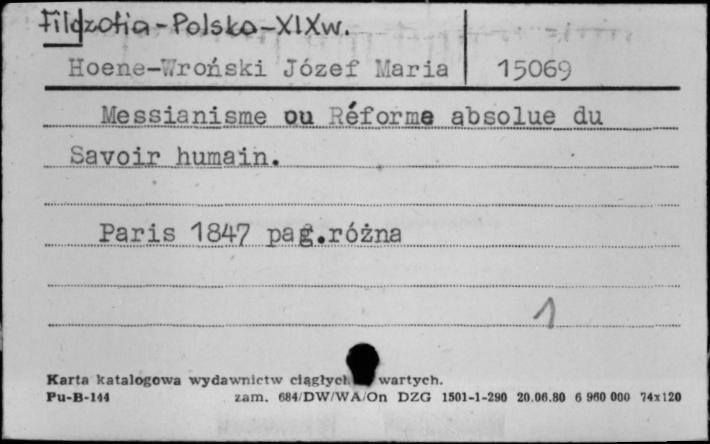 Filozofia-Polska-XIXw.
Hoene-Wroński Józef Maria 15069
Messianisme ou Réforme absolue du
Savoir humain.
Paris 1847 pag.różna
1
Karta katalogowa wydawnictw ciągłych wartych.
Pu-B-144 zam. 684/DW/WA/On DZG 1501-1-290 20.06.80 6 960 000 74x120